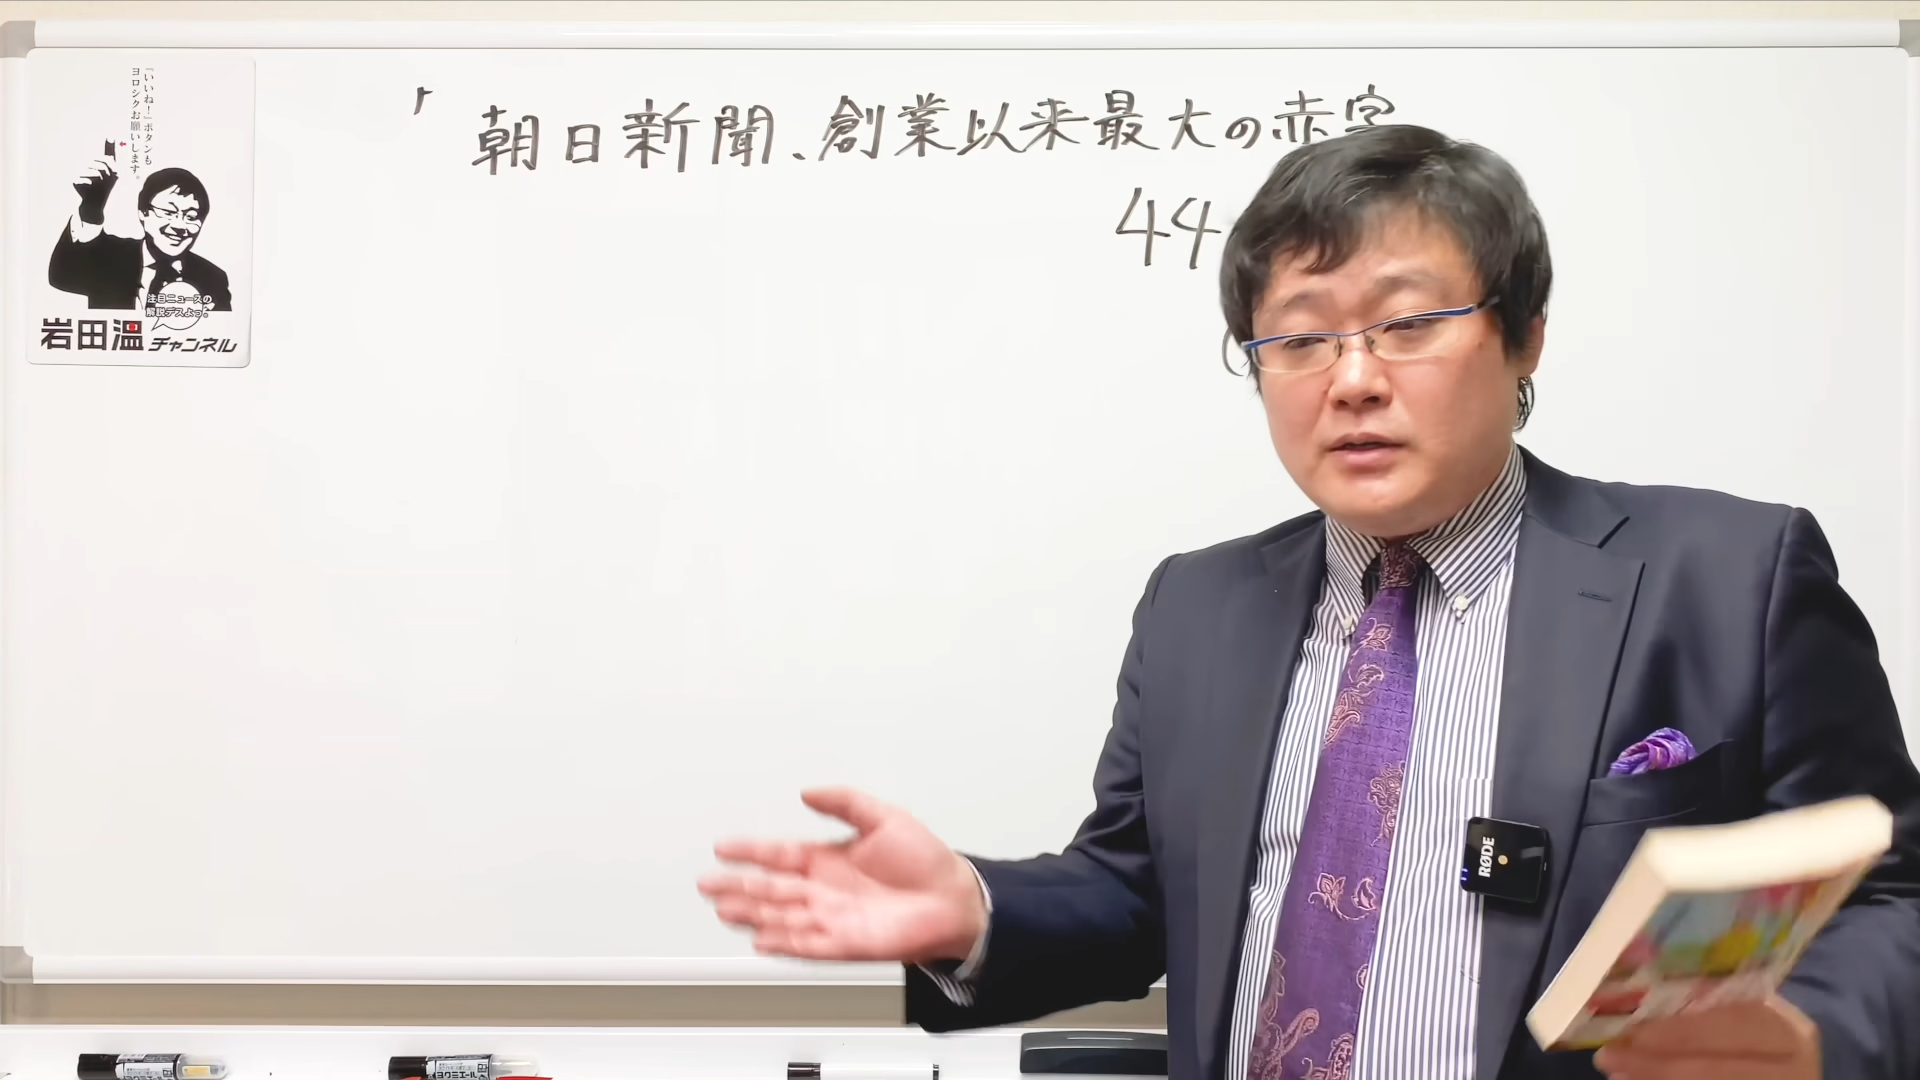 「いいね！」ボタンも
ヨロシクお願いします。
注目ニュースの
解説デスよっ。
岩田温チャンネル
「朝日新聞、創業以来最大の赤字
44
RØDE